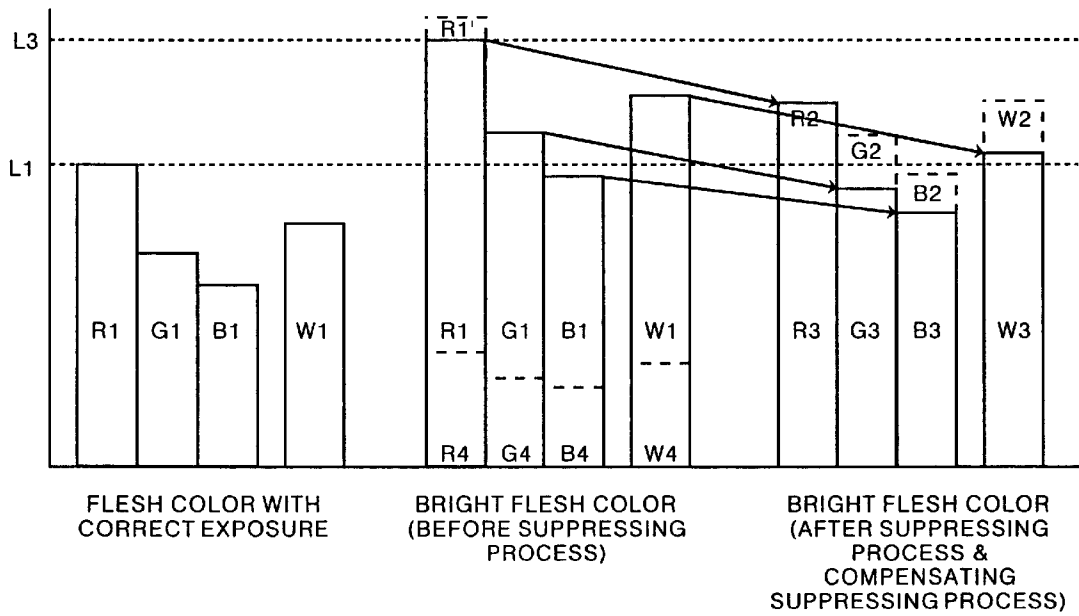 R1'
L3
R2
W2
G2
L1
B2
R1 G1 B1 W1
R1 G1 B1 W1
R3 G3 B3 W3
R4 G4 B4 W4
FLESH COLOR WITH
CORRECT EXPOSURE
BRIGHT FLESH COLOR
(BEFORE SUPPRESSING
PROCESS)
BRIGHT FLESH COLOR
(AFTER SUPPRESSING
PROCESS &
COMPENSATING
SUPPRESSING PROCESS)